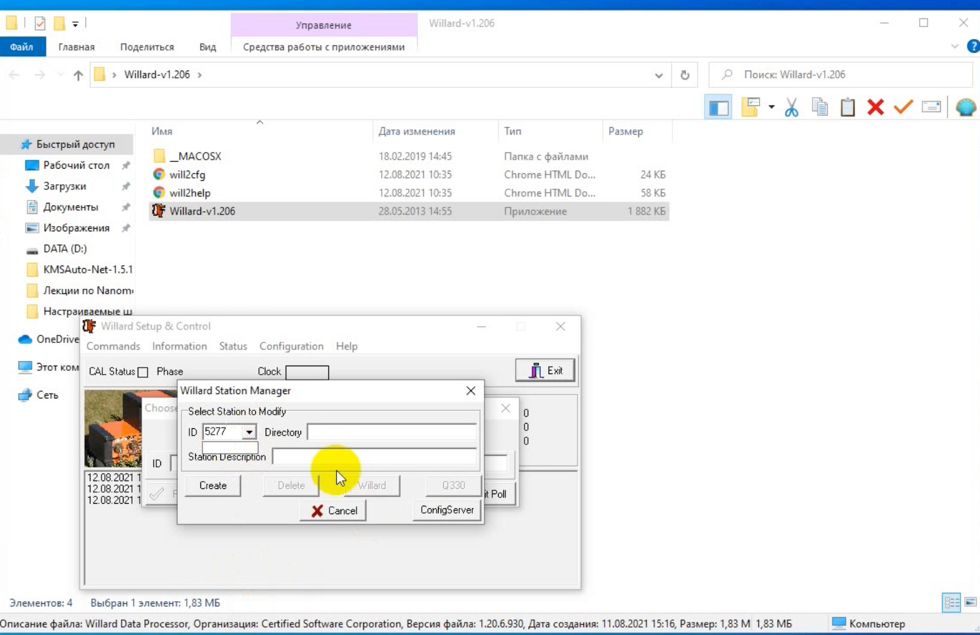 Управление
Willard-v1.206
Файл
Главная
Поделиться
Вид
Средства работы с приложениями
Willard-v1.206
Поиск: Willard-v1.206
Имя
Дата изменения
Тип
Размер
__MACOSX 18.02.2019 14:45 Папка с файлами
will2cfg 12.08.2021 10:35 Chrome HTML Do... 24 КБ
will2help 12.08.2021 10:35 Chrome HTML Do... 58 КБ
Willard-v1.206 28.05.2013 14:55 Приложение 1 882 КБ
Быстрый доступ
Рабочий стол
Загрузки
Документы
Изображения
DATA (D:)
KMSAuto-Net-1.5.1
Лекции по Nanom
Настраиваемые ш
OneDrive
Этот ком
Сеть
Willard Setup & Control
Commands Information Status Configuration Help
CAL Status Phase Clock Exit
Choose
0
0
0
ID
12.08.2021 1
12.08.2021 1
12.08.2021 1
it Poll
Willard Station Manager
Select Station to Modify
ID 5277 Directory
Station Description
Create Delete Willard Q330
Cancel ConfigServer
Элементов: 4 Выбран 1 элемент: 1,83 МБ
Описание файла: Willard Data Processor, Организация: Certified Software Corporation, Версия файла: 1.20.6.930, Дата создания: 11.08.2021 15:16, Размер: 1,83 М 1,83 МБ Компьютер